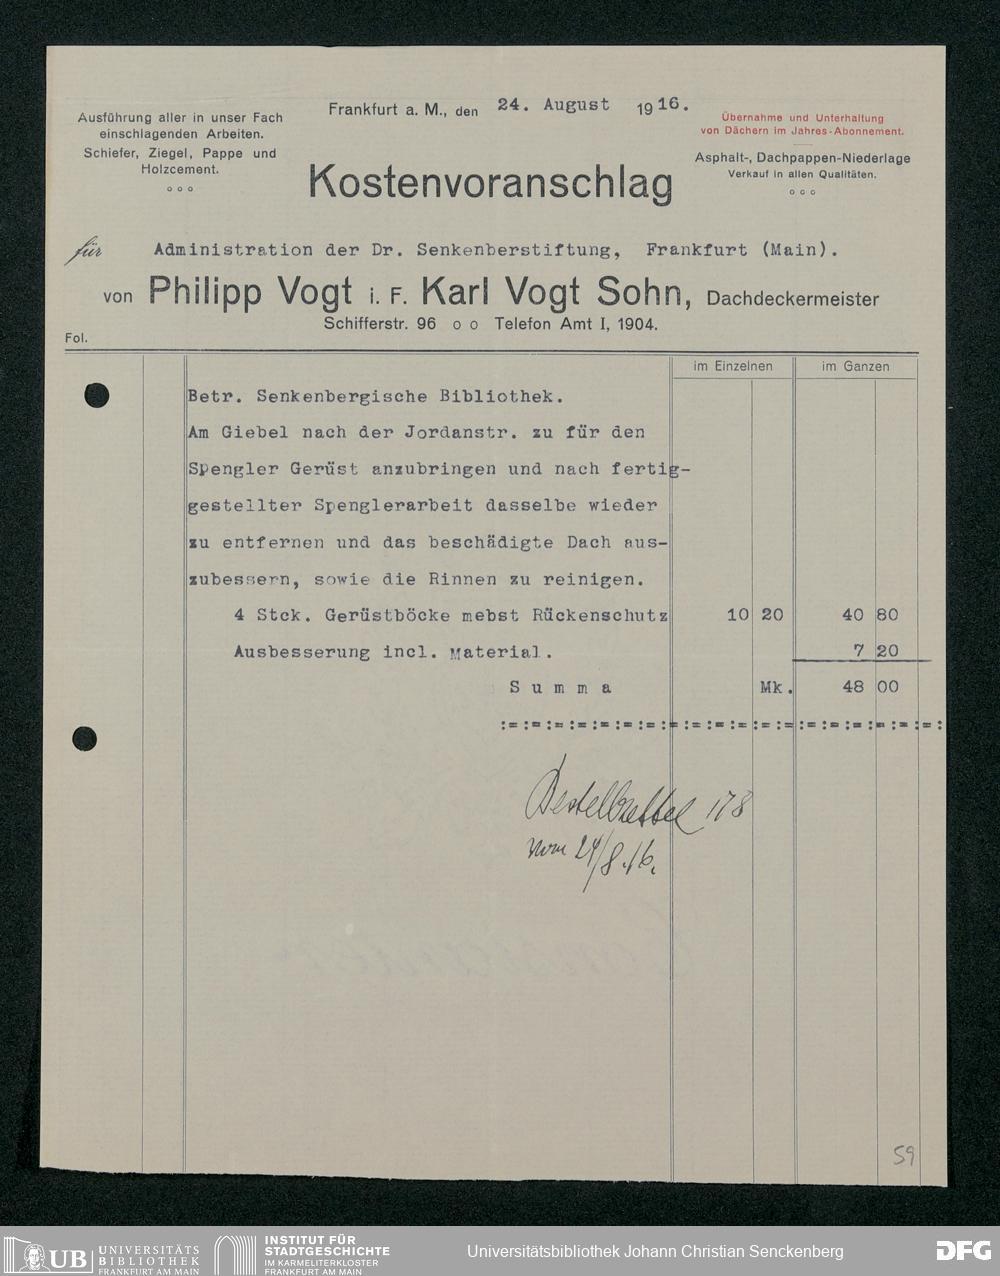 Frankfurt a. M., den 24. August 1916.
Ausführung aller in unser Fach
einschlagenden Arbeiten.
Schiefer, Ziegel, Pappe und
Holzcement.
Übernahme und Unterhaltung
von Dächern im Jahres-Abonnement.
Asphalt-, Dachpappen-Niederlage
Verkauf in allen Qualitäten.
Kostenvoranschlag
für Administration der Dr. Senkenberstiftung, Frankfurt (Main).
von Philipp Vogt i. F. Karl Vogt Sohn, Dachdeckermeister
Schifferstr. 96 o o Telefon Amt I, 1904.
Fol.
im Einzelnen im Ganzen
Betr. Senkenbergische Bibliothek.
Am Giebel nach der Jordanstr. zu für den
Spengler Gerüst anzubringen und nach fertig-
gestellter Spenglerarbeit dasselbe wieder
zu entfernen und das beschädigte Dach aus-
zubessern, sowie die Rinnen zu reinigen.
4 Stck. Gerüstböcke mebst Rückenschutz 10 20 40 80
Ausbesserung incl. Material. 7 20
S u m m a Mk. 48 00
:=:=:=:=:=:=:=:=:=:=:=:=:=:=:=:=:=:=:=:
Bestellzettel 178
vom 24/8.16.
59
UB UNIVERSITÄTS
BIBLIOTHEK
FRANKFURT AM MAIN
INSTITUT FÜR
STADTGESCHICHTE
IM KARMELITERKLOSTER
FRANKFURT AM MAIN
Universitätsbibliothek Johann Christian Senckenberg
DFG